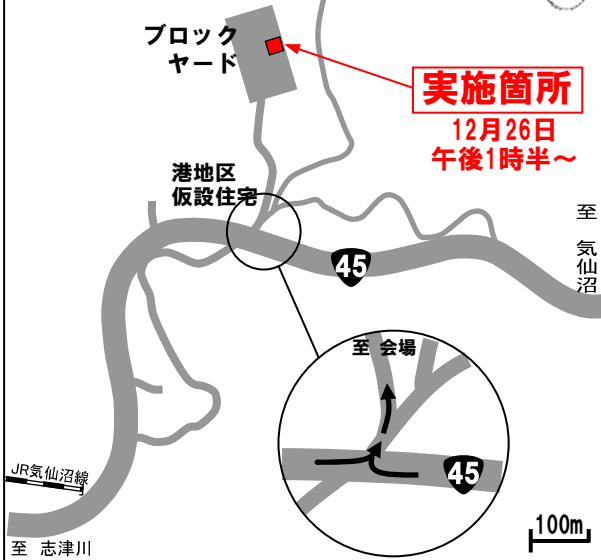 ブロック
ヤード
実施箇所
12月26日
午後1時半～
港地区
仮設住宅
至 気仙沼
45
至 会場
45
JR気仙沼線
至 志津川
100m